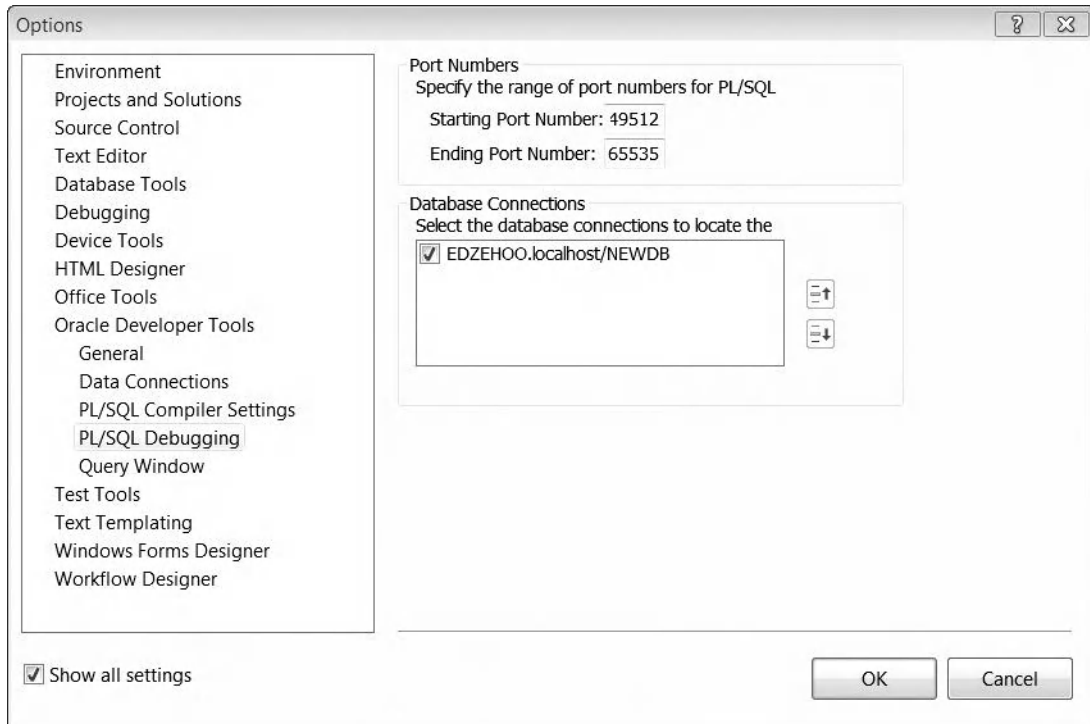 Options
Environment
Projects and Solutions
Source Control
Text Editor
Database Tools
Debugging
Device Tools
HTML Designer
Office Tools
Oracle Developer Tools
General
Data Connections
PL/SQL Compiler Settings
PL/SQL Debugging
Query Window
Test Tools
Text Templating
Windows Forms Designer
Workflow Designer
Show all settings
Port Numbers
Specify the range of port numbers for PL/SQL
Starting Port Number: 49512
Ending Port Number: 65535
Database Connections
Select the database connections to locate the
EDZEHOO.localhost/NEWDB
OK
Cancel